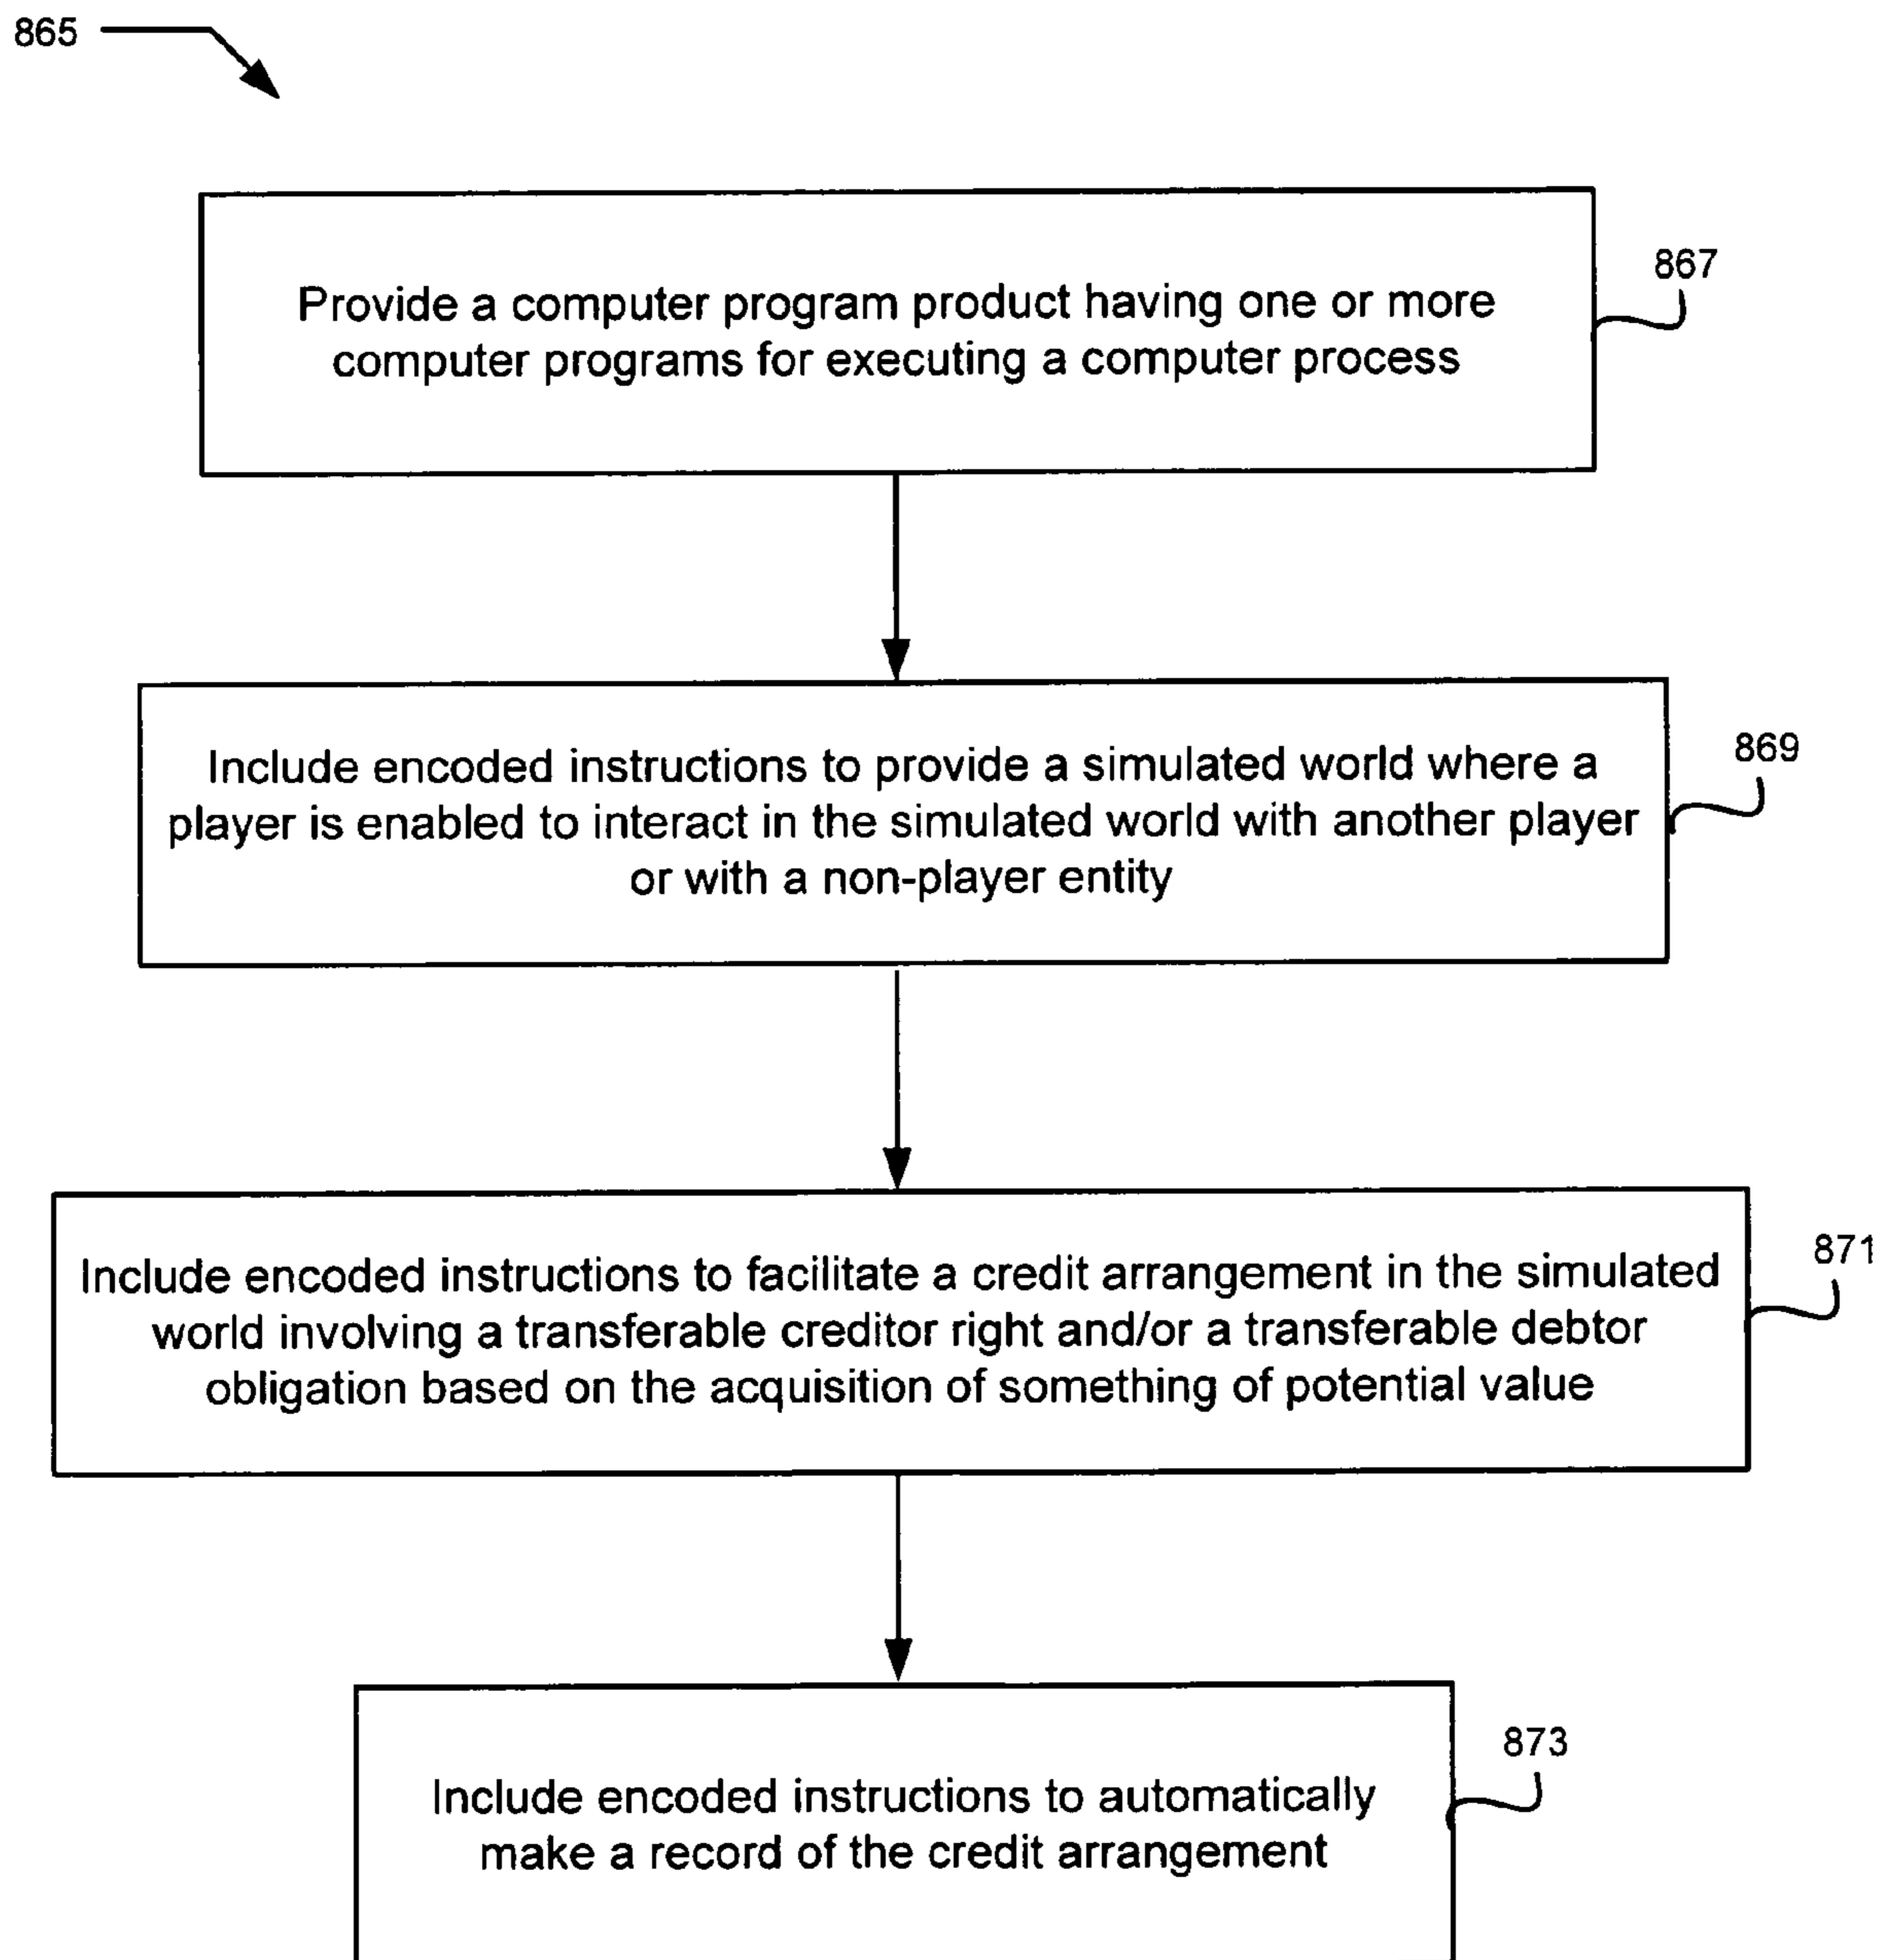 865
Provide a computer program product having one or more
computer programs for executing a computer process
867
Include encoded instructions to provide a simulated world where a
player is enabled to interact in the simulated world with another player
or with a non-player entity
869
Include encoded instructions to facilitate a credit arrangement in the simulated
world involving a transferable creditor right and/or a transferable debtor
obligation based on the acquisition of something of potential value
871
Include encoded instructions to automatically
make a record of the credit arrangement
873